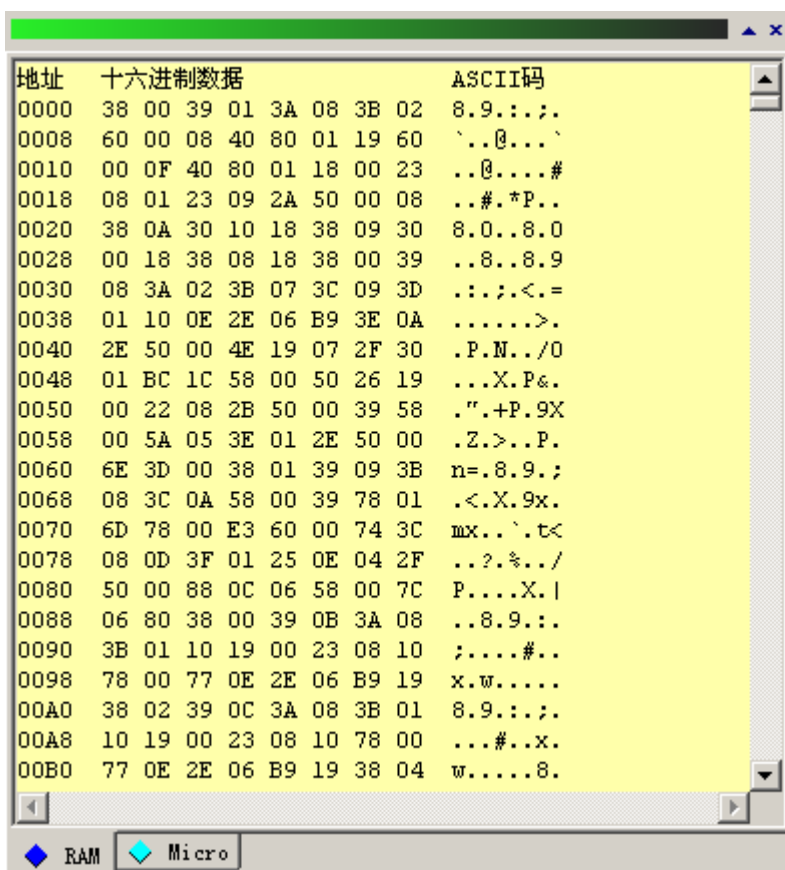 地址 十六进制数据 ASCII码
0000 38 00 39 01 3A 08 3B 02 8.9.:.;.
0008 60 00 08 40 80 01 19 60 `..@...`
0010 00 0F 40 80 01 18 00 23 ..@....#
0018 08 01 23 09 2A 50 00 08 ..#.*P..
0020 38 0A 30 10 18 38 09 30 8.0..8.0
0028 00 18 38 08 18 38 00 39 ..8..8.9
0030 08 3A 02 3B 07 3C 09 3D .:.;.<.=
0038 01 10 0E 2E 06 B9 3E 0A ......>.
0040 2E 50 00 4E 19 07 2F 30 .P.N../0
0048 01 BC 1C 58 00 50 26 19 ...X.P&.
0050 00 22 08 2B 50 00 39 58 .".+P.9X
0058 00 5A 05 3E 01 2E 50 00 .Z.>..P.
0060 6E 3D 00 38 01 39 09 3B n=.8.9.;
0068 08 3C 0A 58 00 39 78 01 .<.X.9x.
0070 6D 78 00 E3 60 00 74 3C mx..`.t<
0078 08 0D 3F 01 25 0E 04 2F ..?.%../
0080 50 00 88 0C 06 58 00 7C P....X.|
0088 06 80 38 00 39 0B 3A 08 ..8.9.:.
0090 3B 01 10 19 00 23 08 10 ;....#..
0098 78 00 77 0E 2E 06 B9 19 x.w.....
00A0 38 02 39 0C 3A 08 3B 01 8.9.:.;.
00A8 10 19 00 23 08 10 78 00 ...#..x.
00B0 77 0E 2E 06 B9 19 38 04 w.....8.
RAM Micro